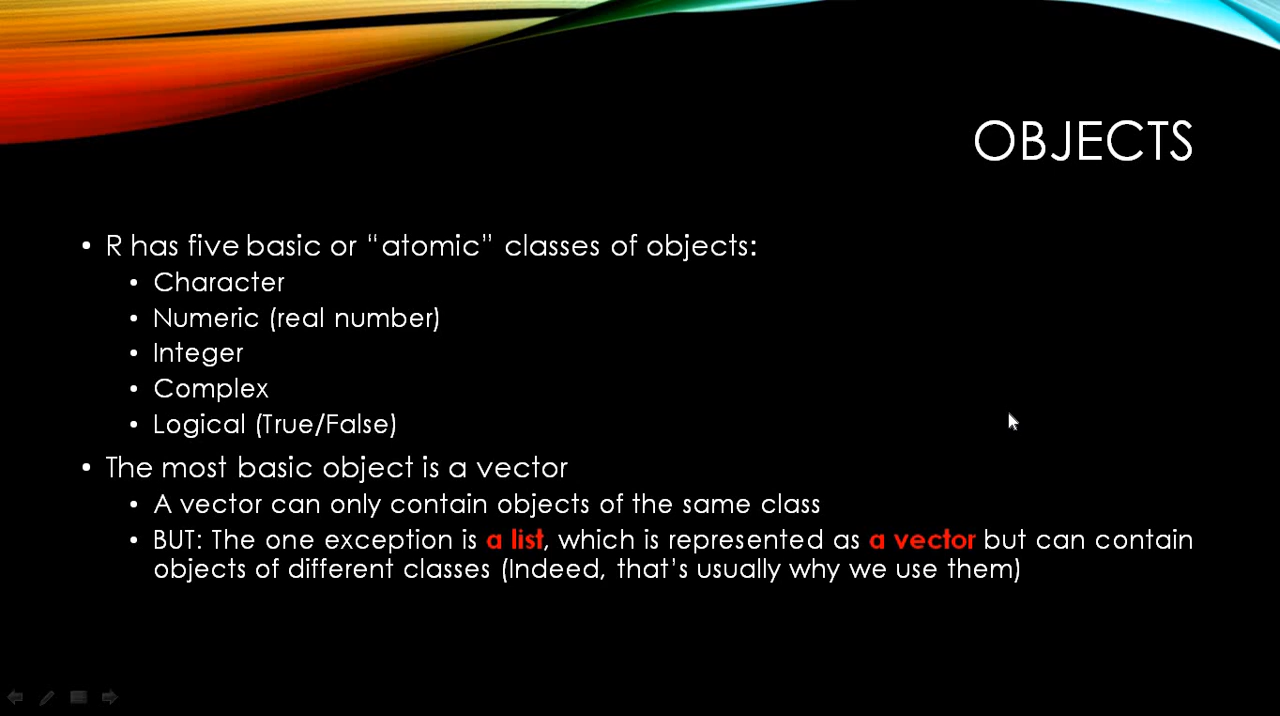 OBJECTS
• R has five basic or “atomic” classes of objects:
• Character
• Numeric (real number)
• Integer
• Complex
• Logical (True/False)
• The most basic object is a vector
• A vector can only contain objects of the same class
• BUT: The one exception is a list, which is represented as a vector but can contain
objects of different classes (Indeed, that’s usually why we use them)